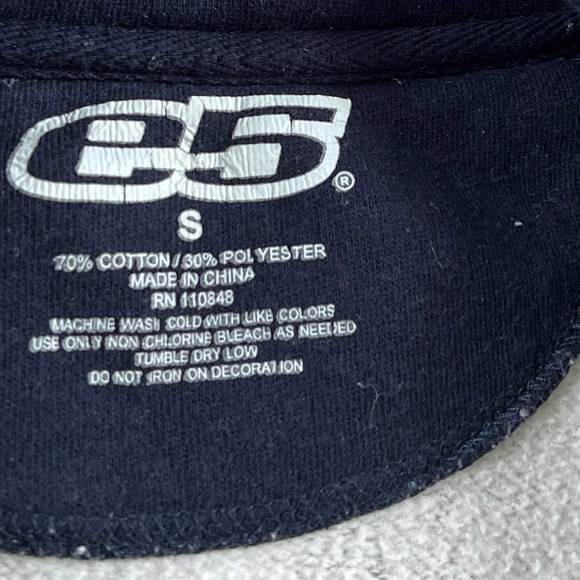 e5®
S
70% COTTON / 30% POLYESTER
MADE IN CHINA
RN 110848
MACHINE WASH COLD WITH LIKE COLORS
USE ONLY NON CHLORINE BLEACH AS NEEDED
TUMBLE DRY LOW
DO NOT IRON ON DECORATION